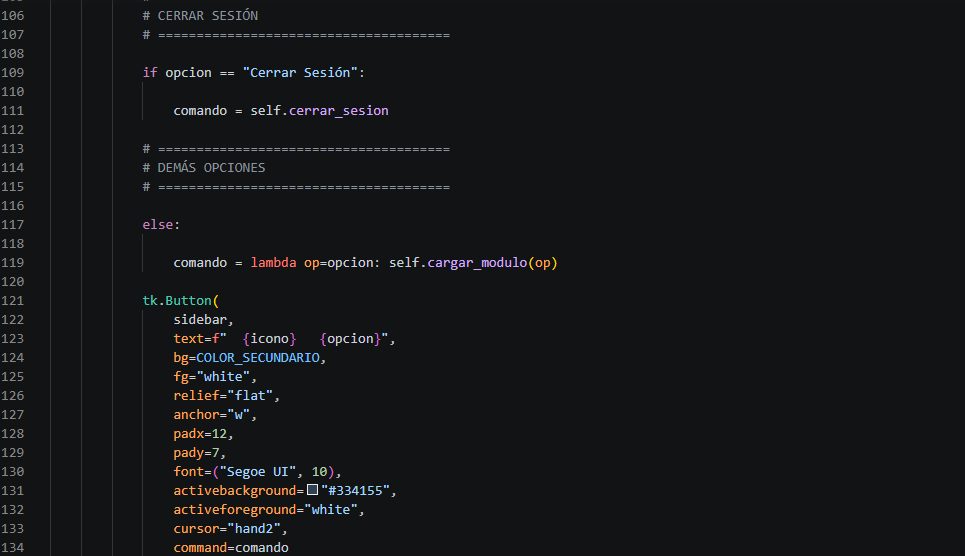 106 # CERRAR SESIÓN
107 # ======================================
108
109 if opcion == "Cerrar Sesión":
110
111 comando = self.cerrar_sesion
112
113 # ======================================
114 # DEMÁS OPCIONES
115 # ======================================
116
117 else:
118
119 comando = lambda op=opcion: self.cargar_modulo(op)
120
121 tk.Button(
122 sidebar,
123 text=f"  {icono}   {opcion}",
124 bg=COLOR_SECUNDARIO,
125 fg="white",
126 relief="flat",
127 anchor="w",
128 padx=12,
129 pady=7,
130 font=("Segoe UI", 10),
131 activebackground="#334155",
132 activeforeground="white",
133 cursor="hand2",
134 command=comando